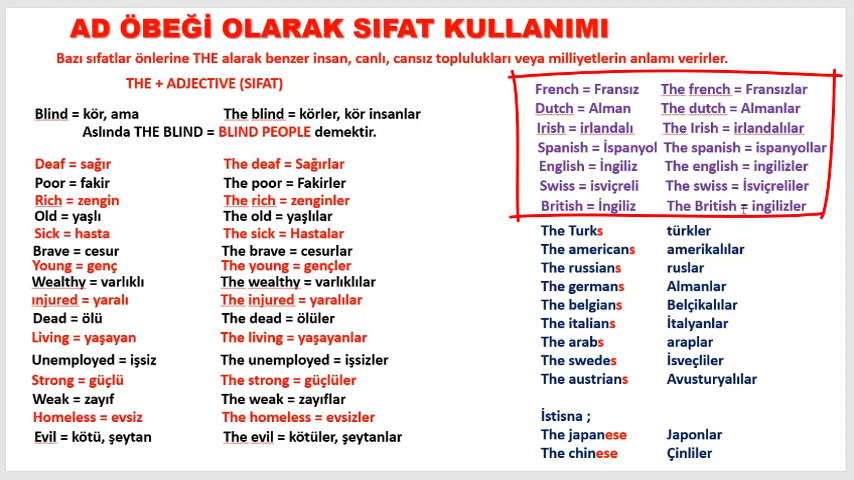 AD ÖBEĞİ OLARAK SIFAT KULLANIMI
Bazı sıfatlar önlerine THE alarak benzer insan, canlı, cansız toplulukları veya milliyetlerin anlamı verirler.
THE + ADJECTIVE (SIFAT)
Blind = kör, ama The blind = körler, kör insanlar
Aslında THE BLIND = BLIND PEOPLE demektir.
Deaf = sağır The deaf = Sağırlar
Poor = fakir The poor = Fakirler
Rich = zengin The rich = zenginler
Old = yaşlı The old = yaşlılar
Sick = hasta The sick = Hastalar
Brave = cesur The brave = cesurlar
Young = genç The young = gençler
Wealthy = varlıklı The wealthy = varlıklılar
ınjured = yaralı The injured = yaralılar
Dead = ölü The dead = ölüler
Living = yaşayan The living = yaşayanlar
Unemployed = işsiz The unemployed = işsizler
Strong = güçlü The strong = güçlüler
Weak = zayıf The weak = zayıflar
Homeless = evsiz The homeless = evsizler
Evil = kötü, şeytan The evil = kötüler, şeytanlar
French = Fransız The french = Fransızlar
Dutch = Alman The dutch = Almanlar
Irish = irlandalı The Irish = irlandalılar
Spanish = İspanyol The spanish = ispanyollar
English = İngiliz The english = ingilizler
Swiss = isviçreli The swiss = İsviçreliler
British = İngiliz The British = ingilizler
The Turks türkler
The americans amerikalılar
The russians ruslar
The germans Almanlar
The belgians Belçikalılar
The italians İtalyanlar
The arabs araplar
The swedes İsveçliler
The austrians Avusturyalılar
İstisna ;
The japanese Japonlar
The chinese Çinliler